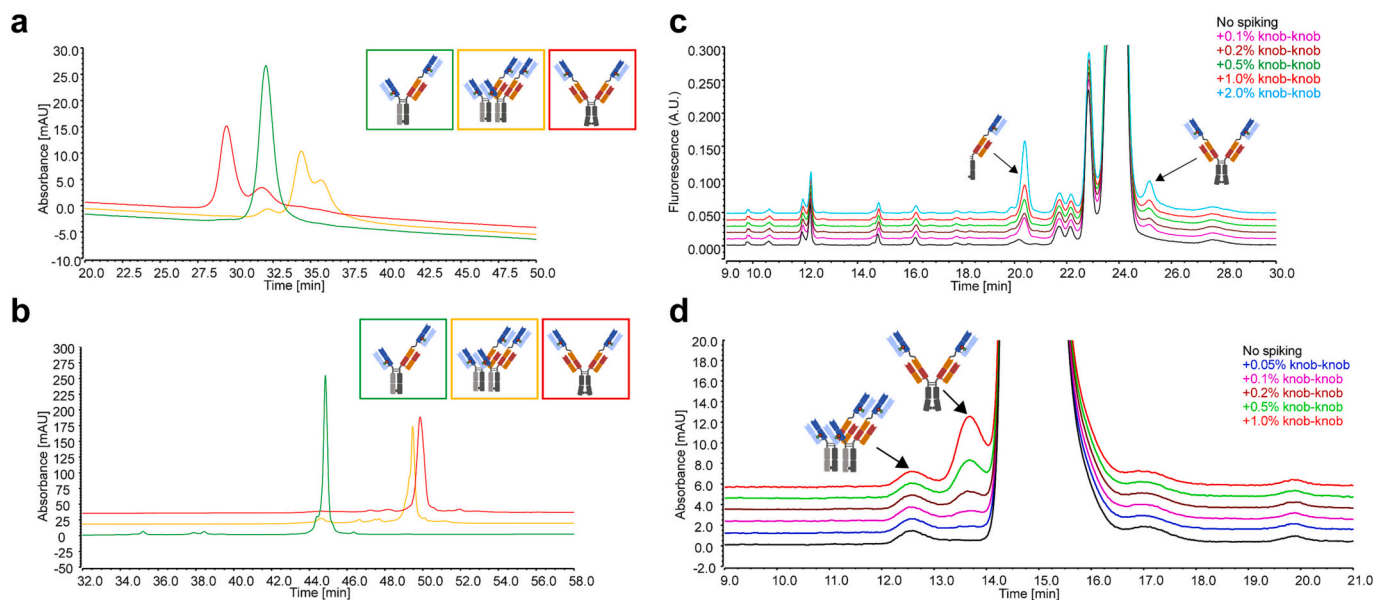 a
Absorbance [mAU]
30.0
25.0
20.0
15.0
10.0
5.0
0.0
-5.0
-10.0
20.0 22.5 25.0 27.5 30.0 32.5 35.0 37.5 40.0 42.5 45.0 47.5 50.0
Time [min]
b
Absorbance [mAU]
300
275
250
225
200
175
150
125
100
75
50
25
0
-50
32.0 34.0 36.0 38.0 40.0 42.0 44.0 46.0 48.0 50.0 52.0 54.0 56.0 58.0
Time [min]
c
No spiking
+0.1% knob-knob
+0.2% knob-knob
+0.5% knob-knob
+1.0% knob-knob
+2.0% knob-knob
Flurorescence (A.U.)
0.300
0.250
0.200
0.150
0.100
0.050
0.000
9.0 10.0 12.0 14.0 16.0 18.0 20.0 22.0 24.0 26.0 28.0 30.0
Time [min]
d
No spiking
+0.05% knob-knob
+0.1% knob-knob
+0.2% knob-knob
+0.5% knob-knob
+1.0% knob-knob
Absorbance [mAU]
20.0
18.0
16.0
14.0
12.0
10.0
8.0
6.0
4.0
2.0
0.0
-2.0
9.0 10.0 11.0 12.0 13.0 14.0 15.0 16.0 17.0 18.0 19.0 20.0 21.0
Time [min]